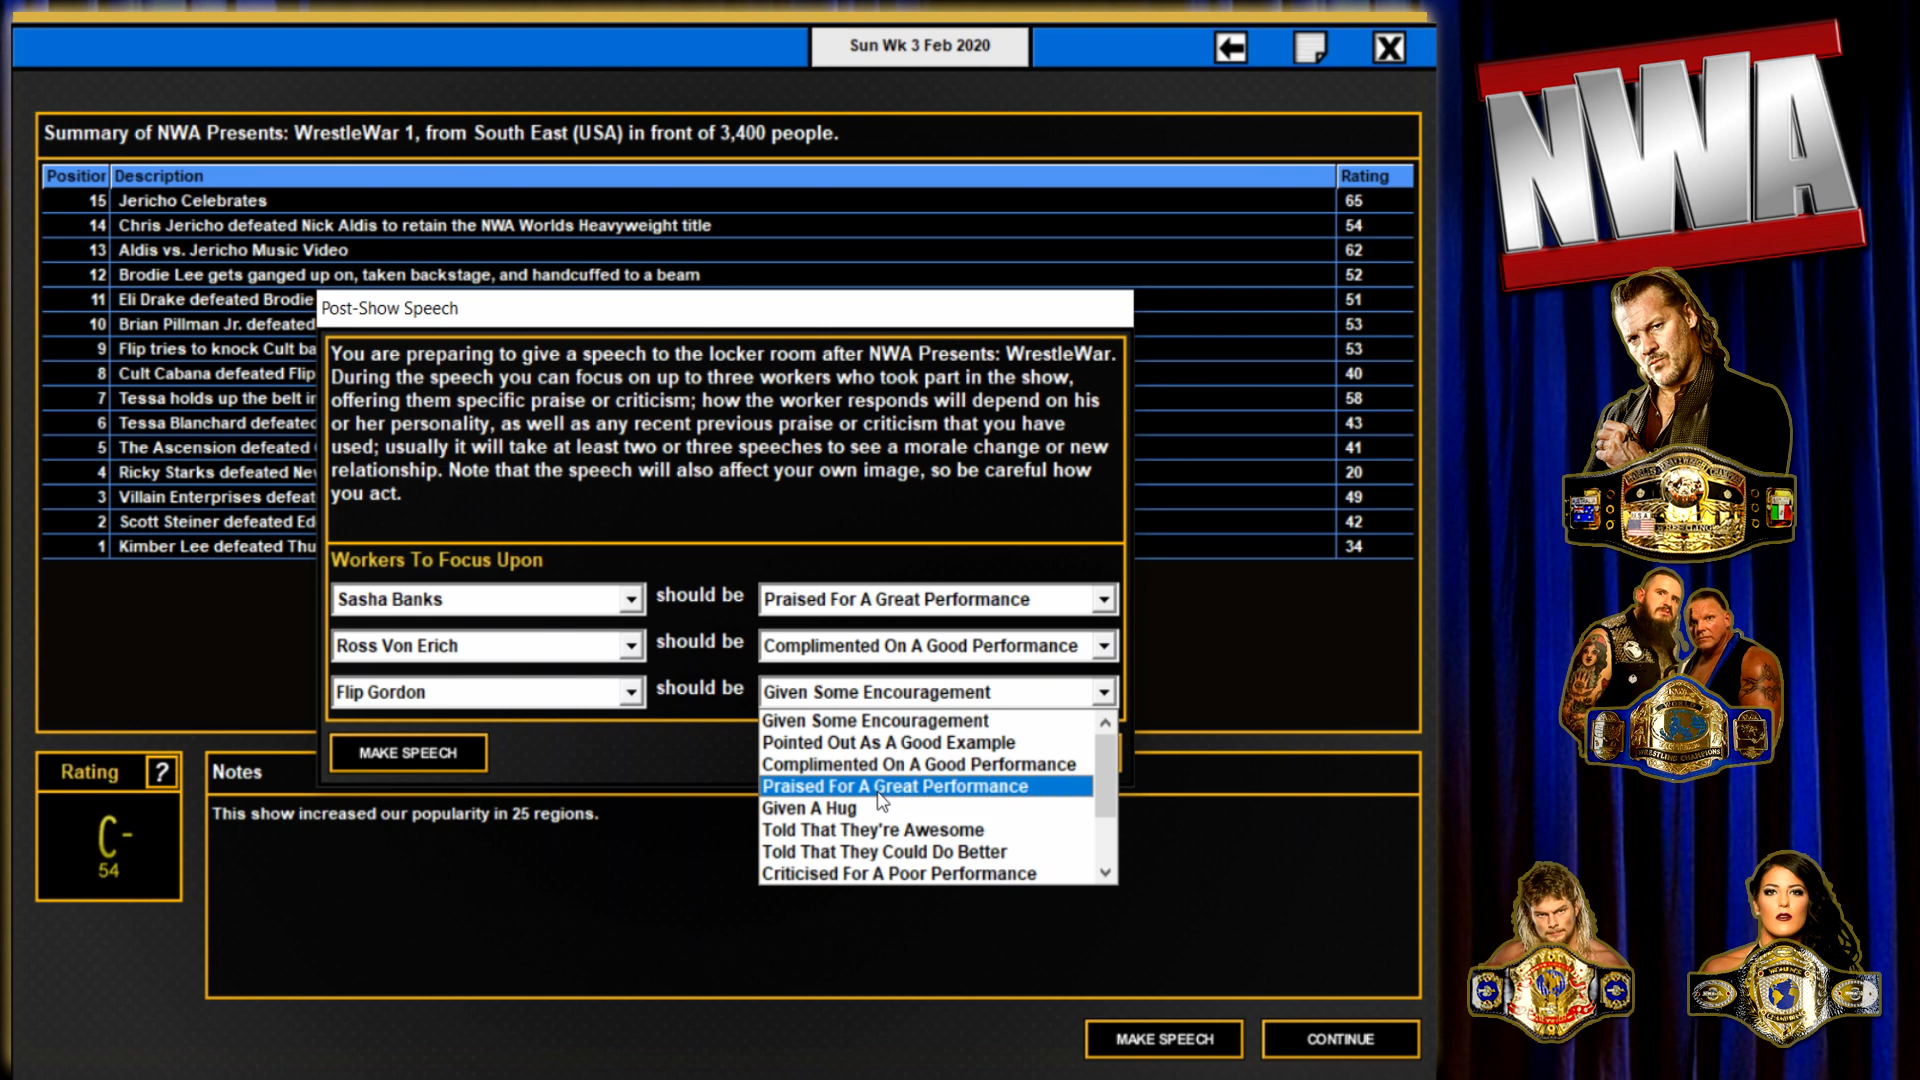 Sun Wk 3 Feb 2020
X
NWA
Summary of NWA Presents: WrestleWar 1, from South East (USA) in front of 3,400 people.
Position Description Rating
15 Jericho Celebrates 65
14 Chris Jericho defeated Nick Aldis to retain the NWA Worlds Heavyweight title 54
13 Aldis vs. Jericho Music Video 62
12 Brodie Lee gets ganged up on, taken backstage, and handcuffed to a beam 52
11 Eli Drake defeated Brodie 51
10 Brian Pillman Jr. defeated 53
9 Flip tries to knock Cult ba 53
8 Cult Cabana defeated Flip 40
7 Tessa holds up the belt in 58
6 Tessa Blanchard defeated 43
5 The Ascension defeated 41
4 Ricky Starks defeated Ne 20
3 Villain Enterprises defeat 49
2 Scott Steiner defeated Ed 42
1 Kimber Lee defeated Thu 34
Post-Show Speech
You are preparing to give a speech to the locker room after NWA Presents: WrestleWar.
During the speech you can focus on up to three workers who took part in the show,
offering them specific praise or criticism; how the worker responds will depend on his
or her personality, as well as any recent previous praise or criticism that you have
used; usually it will take at least two or three speeches to see a morale change or new
relationship. Note that the speech will also affect your own image, so be careful how
you act.
Workers To Focus Upon
Sasha Banks should be Praised For A Great Performance
Ross Von Erich should be Complimented On A Good Performance
Flip Gordon should be Given Some Encouragement
Given Some Encouragement
Pointed Out As A Good Example
Complimented On A Good Performance
Praised For A Great Performance
Given A Hug
Told That They're Awesome
Told That They Could Do Better
Criticised For A Poor Performance
MAKE SPEECH
Rating ?
C-
54
Notes
This show increased our popularity in 25 regions.
MAKE SPEECH
CONTINUE